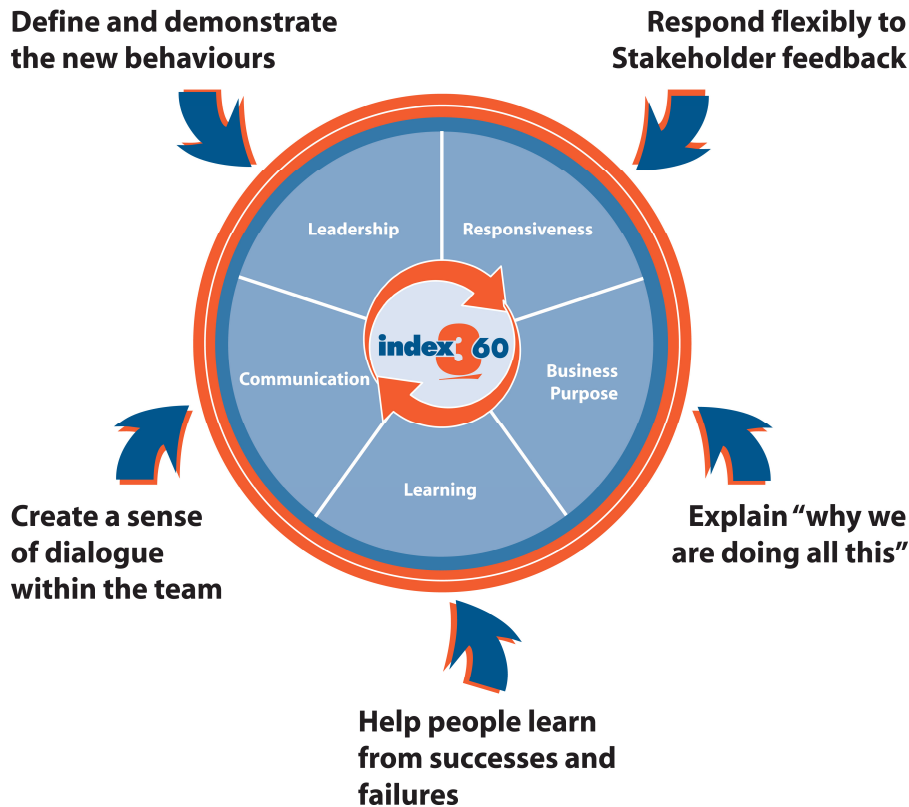 Define and demonstrate
the new behaviours
Respond flexibly to
Stakeholder feedback
Leadership
Responsiveness
index360
Communication
Business
Purpose
Learning
Create a sense
of dialogue
within the team
Explain “why we
are doing all this”
Help people learn
from successes and
failures